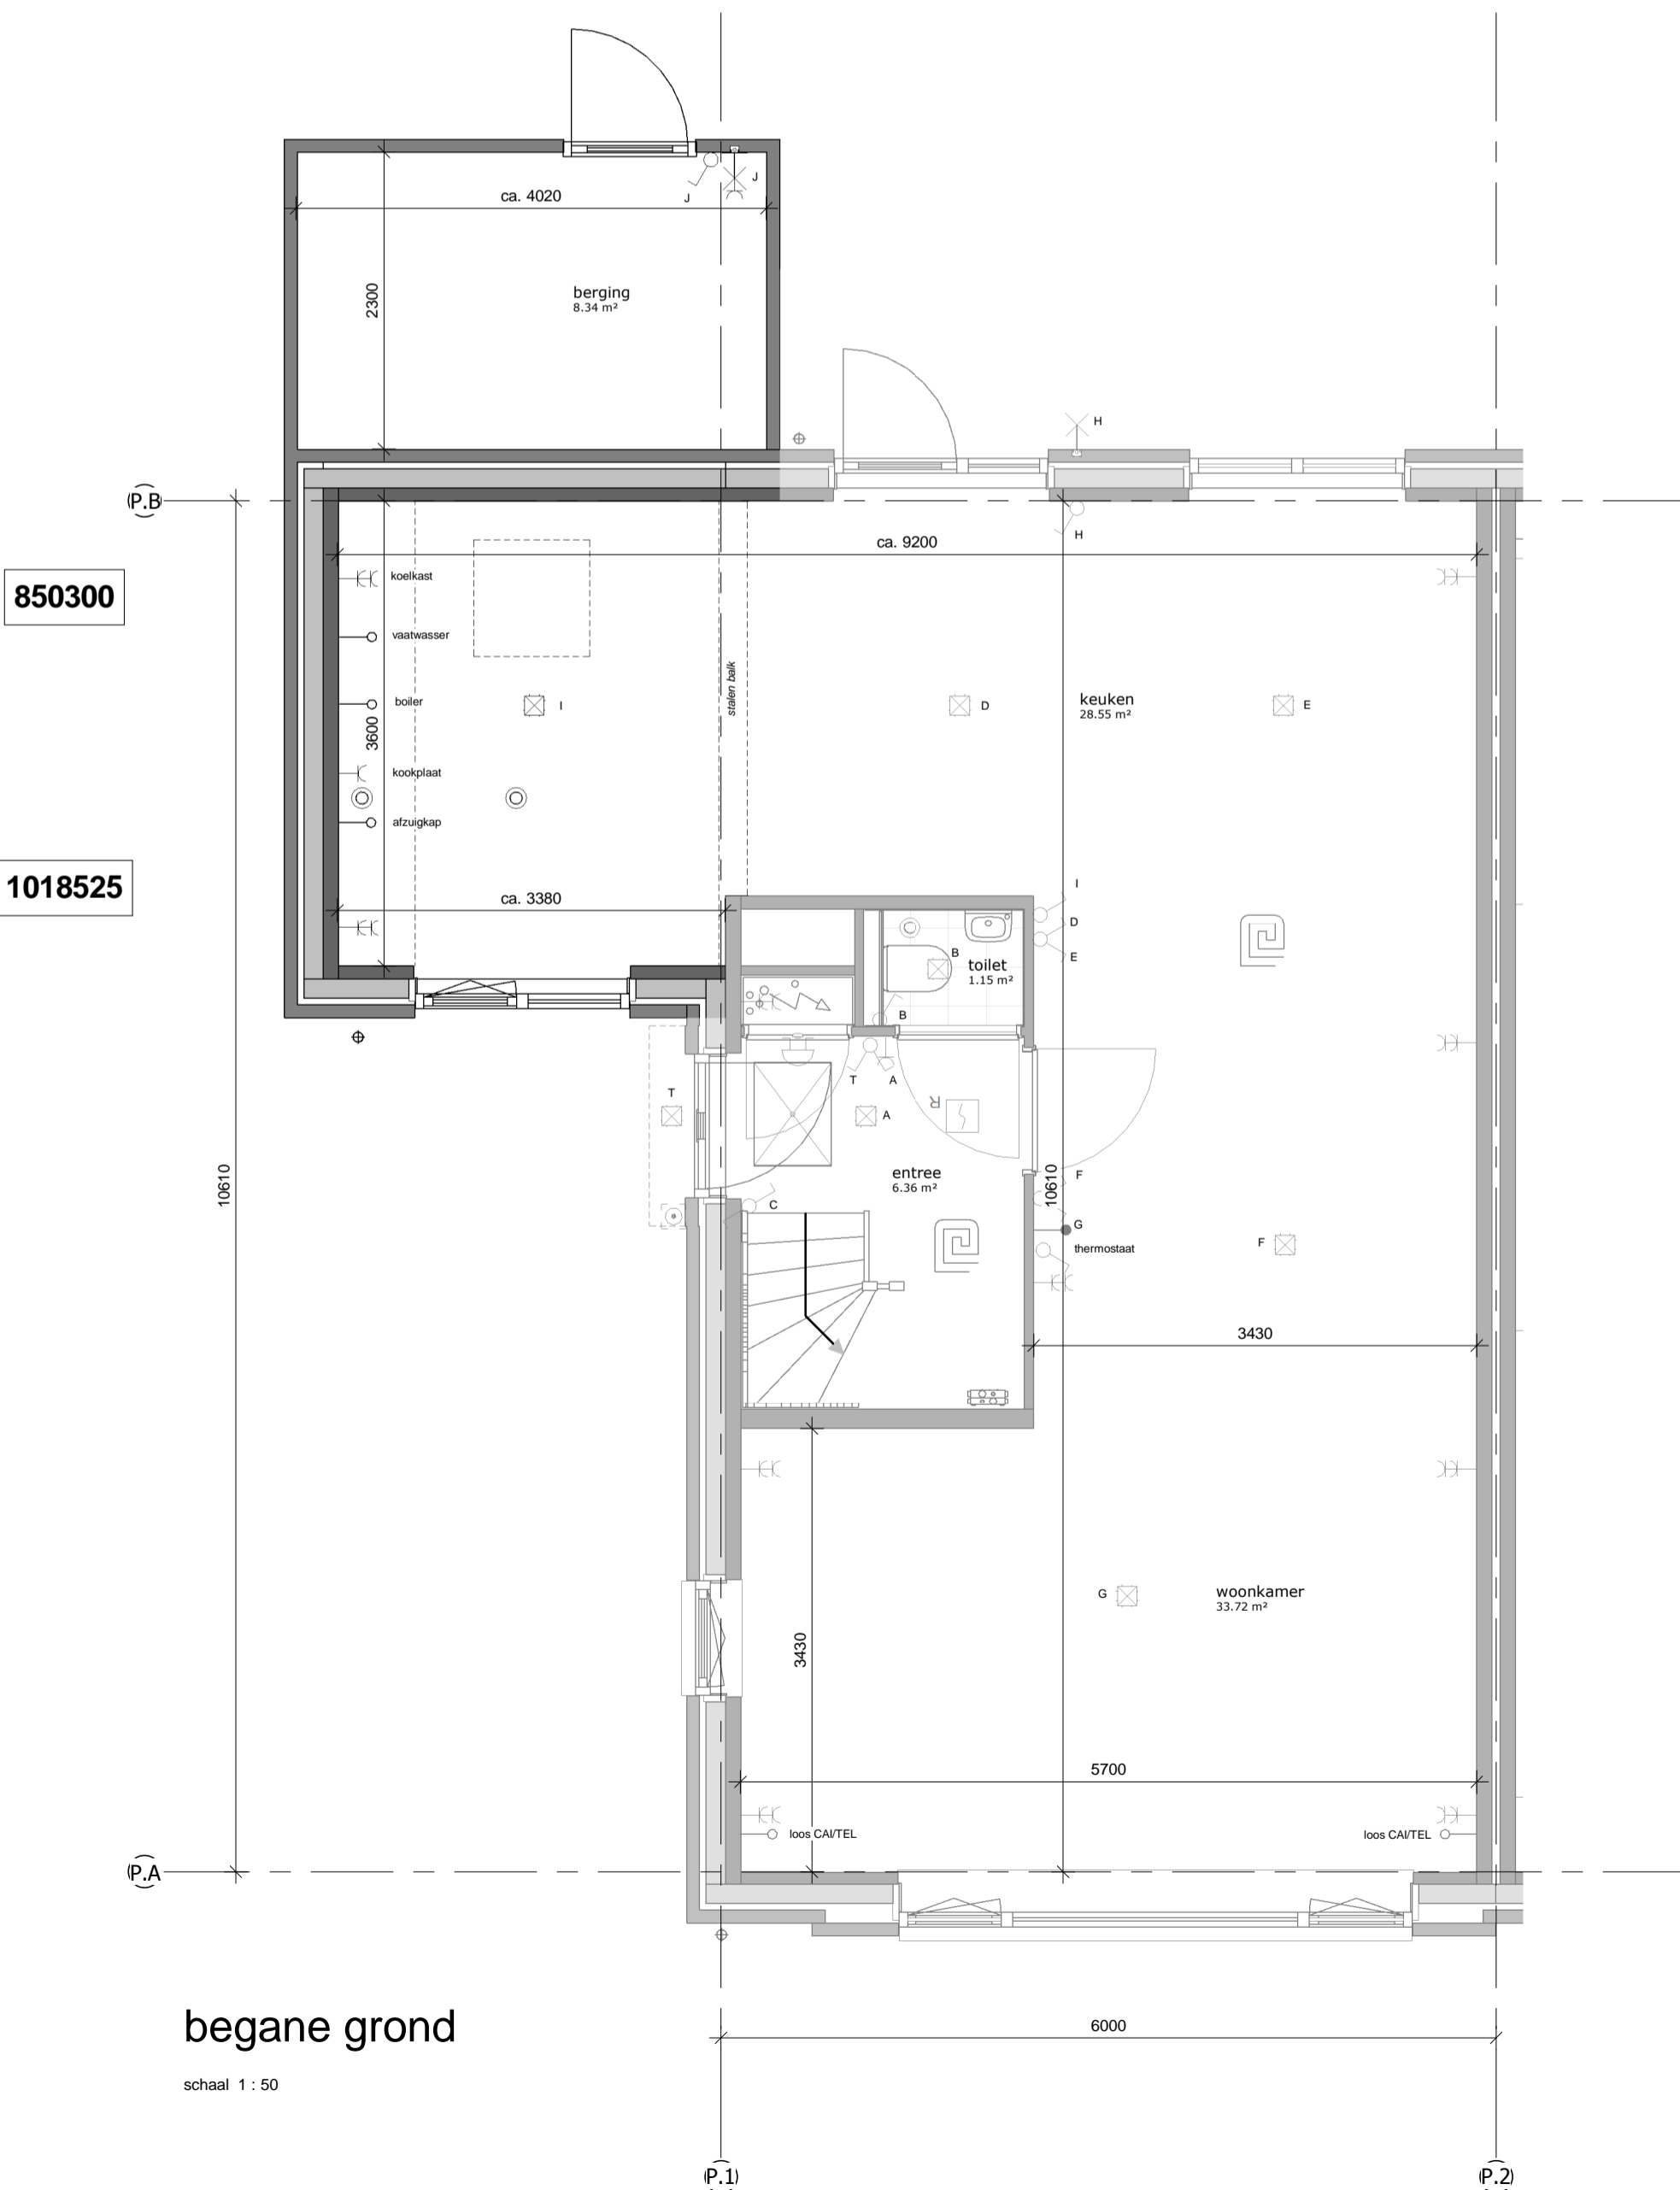 J
J
ca. 4020
berging
8.34 m²
2300
H
P.B
H
ca. 9200
koelkast
850300
vaatwasser
stalen balk
keuken
28.55 m²
boiler
I
D
E
3600
kookplaat
afzuigkap
1018525
ca. 3380
I
D
E
B
toilet
1.15 m²
B
T
A
T
A
R
entree
6.36 m²
10610
10610
F
C
G
thermostaat
F
3430
G
woonkamer
33.72 m²
3430
5700
loos CAI/TEL
loos CAI/TEL
P.A
begane grond
6000
schaal 1 : 50
P.1
P.2